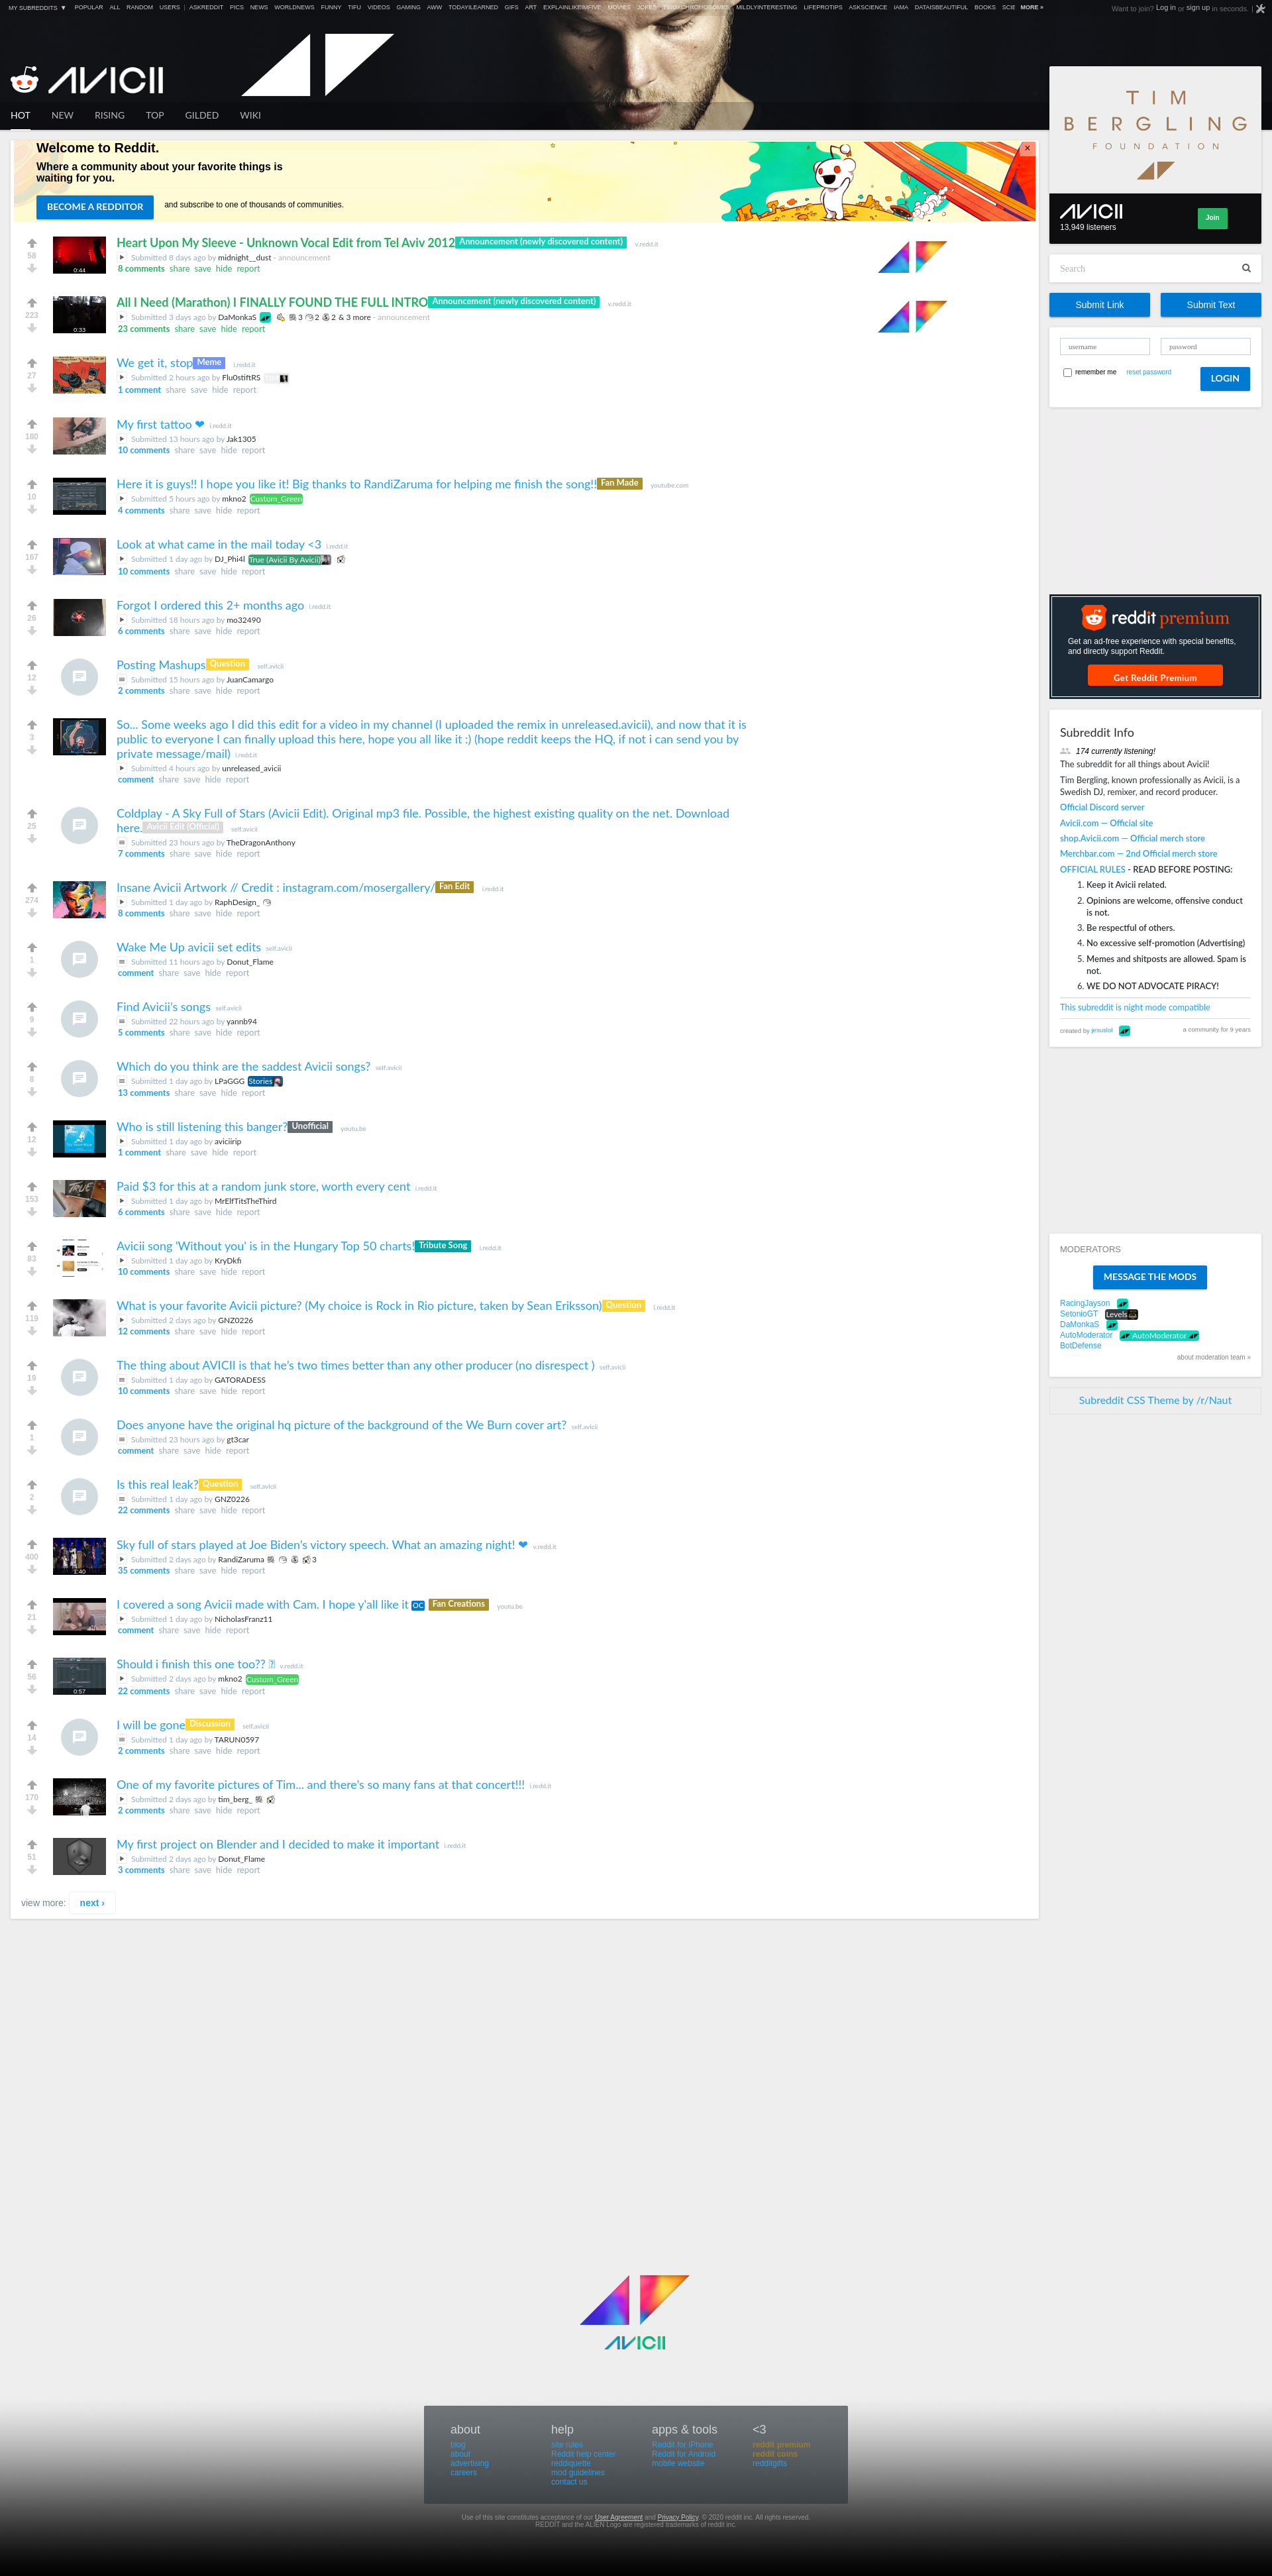 MY SUBREDDITS ▼ POPULAR ALL RANDOM USERS | ASKREDDIT PICS NEWS WORLDNEWS FUNNY TIFU VIDEOS GAMING AWW TODAYILEARNED GIFS ART EXPLAINLIKEIMFIVE MOVIES JOKES MILDLYINTERESTING LIFEPROTIPS ASKSCIENCE IAMA DATAISBEAUTIFUL BOOKS SCIE MORE »
Want to join? Log in or sign up in seconds. |
AVICII
HOT NEW RISING TOP GILDED WIKI
Welcome to Reddit.
Where a community about your favorite things is
waiting for you.
BECOME A REDDITOR and subscribe to one of thousands of communities.
58
0:44
Heart Upon My Sleeve - Unknown Vocal Edit from Tel Aviv 2012 Announcement (newly discovered content) v.redd.it
Submitted 8 days ago by midnight__dust - announcement
8 comments share save hide report
223
0:33
All I Need (Marathon) I FINALLY FOUND THE FULL INTRO Announcement (newly discovered content) v.redd.it
Submitted 3 days ago by DaMonkaS 3 2 2 & 3 more - announcement
23 comments share save hide report
27
We get it, stop Meme i.redd.it
Submitted 2 hours ago by Flu0stiftRS
1 comment share save hide report
180
My first tattoo ❤ i.redd.it
Submitted 13 hours ago by Jak1305
10 comments share save hide report
10
Here it is guys!! I hope you like it! Big thanks to RandiZaruma for helping me finish the song!! Fan Made youtube.com
Submitted 5 hours ago by mkno2 Custom_Green
4 comments share save hide report
167
Look at what came in the mail today <3 i.redd.it
Submitted 1 day ago by DJ_Phi4l True (Avicii By Avicii)
10 comments share save hide report
26
Forgot I ordered this 2+ months ago i.redd.it
Submitted 18 hours ago by mo32490
6 comments share save hide report
12
Posting Mashups Question self.avicii
Submitted 15 hours ago by JuanCamargo
2 comments share save hide report
3
So... Some weeks ago I did this edit for a video in my channel (I uploaded the remix in unreleased.avicii), and now that it is
public to everyone I can finally upload this here, hope you all like it :) (hope reddit keeps the HQ, if not i can send you by
private message/mail) i.redd.it
Submitted 4 hours ago by unreleased_avicii
comment share save hide report
25
Coldplay - A Sky Full of Stars (Avicii Edit). Original mp3 file. Possible, the highest existing quality on the net. Download
here. Avicii Edit (Official) self.avicii
Submitted 23 hours ago by TheDragonAnthony
7 comments share save hide report
274
Insane Avicii Artwork // Credit : instagram.com/mosergallery/ Fan Edit i.redd.it
Submitted 1 day ago by RaphDesign_
8 comments share save hide report
1
Wake Me Up avicii set edits self.avicii
Submitted 11 hours ago by Donut_Flame
comment share save hide report
9
Find Avicii's songs self.avicii
Submitted 22 hours ago by yannb94
5 comments share save hide report
8
Which do you think are the saddest Avicii songs? self.avicii
Submitted 1 day ago by LPaGGG Stories
13 comments share save hide report
12
Who is still listening this banger? Unofficial youtu.be
Submitted 1 day ago by aviciirip
1 comment share save hide report
153
Paid $3 for this at a random junk store, worth every cent i.redd.it
Submitted 1 day ago by MrElfTitsTheThird
6 comments share save hide report
83
Avicii song 'Without you' is in the Hungary Top 50 charts! Tribute Song i.redd.it
Submitted 1 day ago by KryDkfi
10 comments share save hide report
119
What is your favorite Avicii picture? (My choice is Rock in Rio picture, taken by Sean Eriksson) Question i.redd.it
Submitted 2 days ago by GNZ0226
12 comments share save hide report
19
The thing about AVICII is that he's two times better than any other producer (no disrespect ) self.avicii
Submitted 1 day ago by GATORADESS
10 comments share save hide report
1
Does anyone have the original hq picture of the background of the We Burn cover art? self.avicii
Submitted 23 hours ago by gt3car
comment share save hide report
2
Is this real leak? Question self.avicii
Submitted 1 day ago by GNZ0226
22 comments share save hide report
400
1:40
Sky full of stars played at Joe Biden's victory speech. What an amazing night! ❤ v.redd.it
Submitted 2 days ago by RandiZaruma 3
35 comments share save hide report
21
I covered a song Avicii made with Cam. I hope y'all like it OC Fan Creations youtu.be
Submitted 1 day ago by NicholasFranz11
comment share save hide report
56
0:57
Should i finish this one too?? v.redd.it
Submitted 2 days ago by mkno2 Custom_Green
22 comments share save hide report
14
I will be gone Discussion self.avicii
Submitted 1 day ago by TARUN0597
2 comments share save hide report
170
One of my favorite pictures of Tim... and there's so many fans at that concert!!! i.redd.it
Submitted 2 days ago by tim_berg_
2 comments share save hide report
51
My first project on Blender and I decided to make it important i.redd.it
Submitted 2 days ago by Donut_Flame
3 comments share save hide report
view more: next ›
TIM
BERGLING
FOUNDATION
AVICII
13,949 listeners
Join
Search
Submit Link Submit Text
username password
remember me reset password LOGIN
reddit premium
Get an ad-free experience with special benefits,
and directly support Reddit.
Get Reddit Premium
Subreddit Info
174 currently listening!
The subreddit for all things about Avicii!
Tim Bergling, known professionally as Avicii, is a
Swedish DJ, remixer, and record producer.
Official Discord server
Avicii.com — Official site
shop.Avicii.com — Official merch store
Merchbar.com — 2nd Official merch store
OFFICIAL RULES - READ BEFORE POSTING:
1. Keep it Avicii related.
2. Opinions are welcome, offensive conduct
is not.
3. Be respectful of others.
4. No excessive self-promotion (Advertising)
5. Memes and shitposts are allowed. Spam is
not.
6. WE DO NOT ADVOCATE PIRACY!
This subreddit is night mode compatible
created by jesuslol a community for 9 years
MODERATORS
MESSAGE THE MODS
RacingJayson
SetonioGT Levels
DaMonkaS
AutoModerator AutoModerator
BotDefense
about moderation team »
Subreddit CSS Theme by /r/Naut
AVICII
about
blog
about
advertising
careers
help
site rules
Reddit help center
reddiquette
mod guidelines
contact us
apps & tools
Reddit for iPhone
Reddit for Android
mobile website
<3
reddit premium
reddit coins
redditgifts
Use of this site constitutes acceptance of our User Agreement and Privacy Policy. © 2020 reddit inc. All rights reserved.
REDDIT and the ALIEN Logo are registered trademarks of reddit inc.